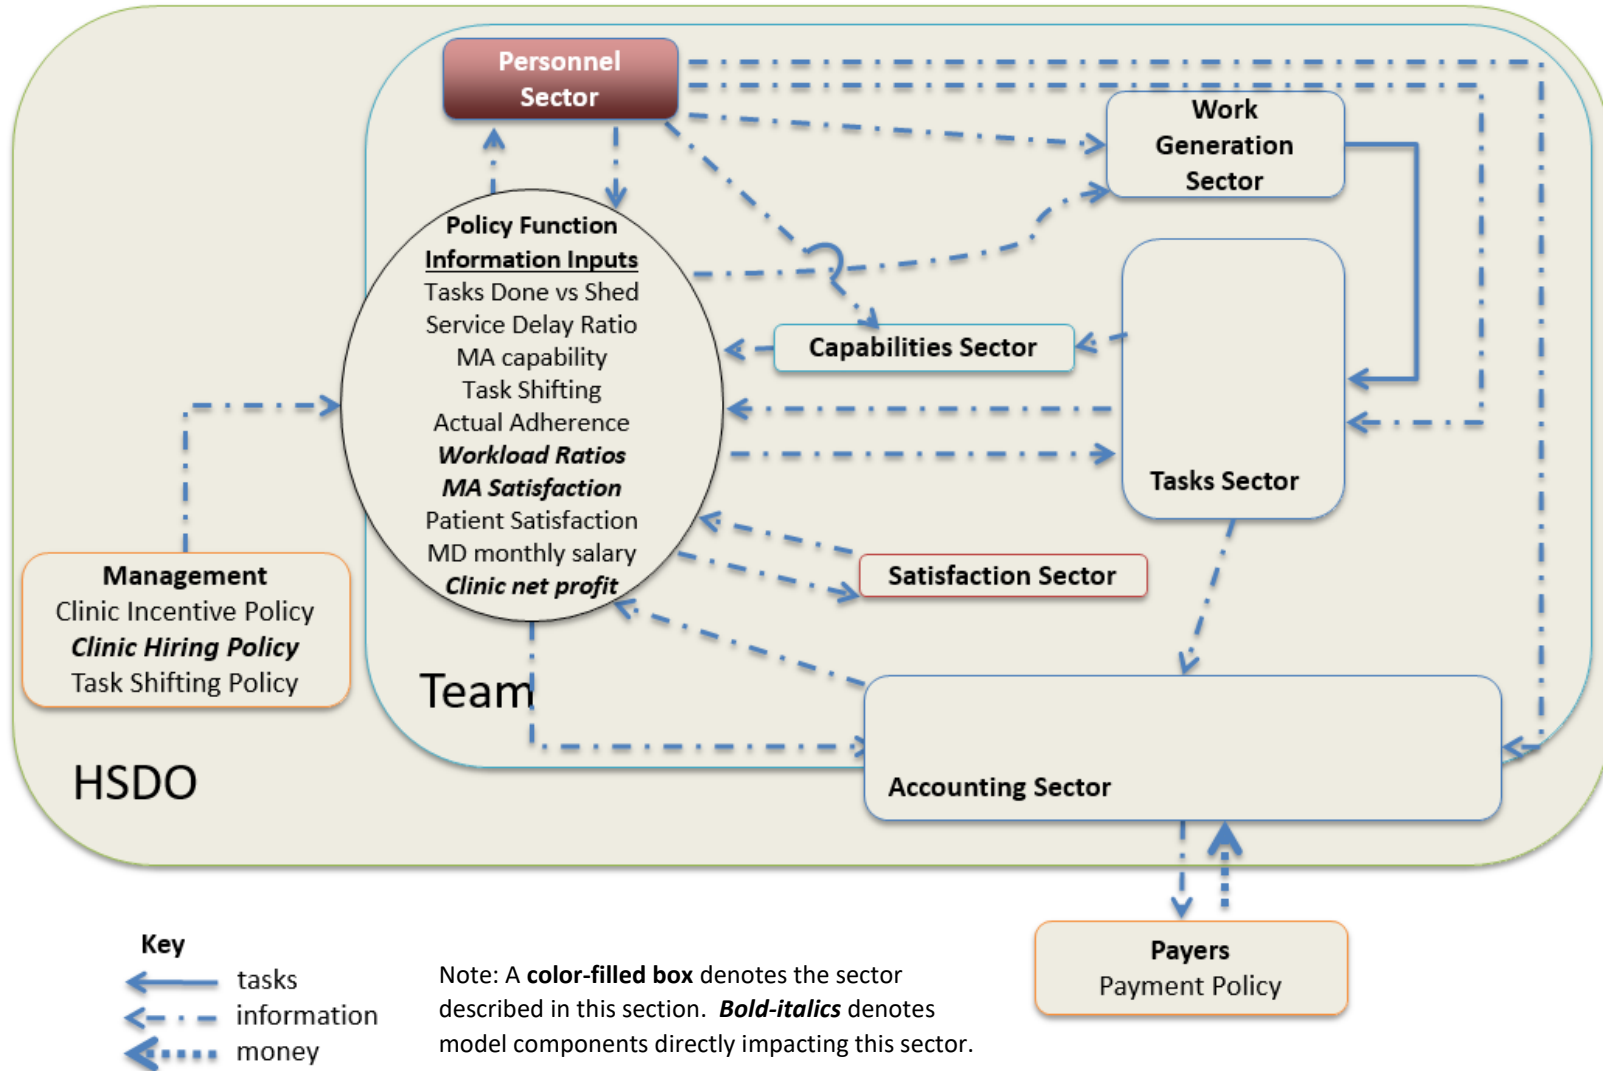 Personnel
Sector
Work
Generation
Sector
Policy Function
Information Inputs
Tasks Done vs Shed
Service Delay Ratio
MA capability
Task Shifting
Actual Adherence
Workload Ratios
MA Satisfaction
Patient Satisfaction
MD monthly salary
Clinic net profit
Capabilities Sector
Tasks Sector
Satisfaction Sector
Management
Clinic Incentive Policy
Clinic Hiring Policy
Task Shifting Policy
Team
HSDO
Accounting Sector
Payers
Payment Policy
Key
tasks
information
money
Note: A color-filled box denotes the sector
described in this section.  Bold-italics denotes
model components directly impacting this sector.